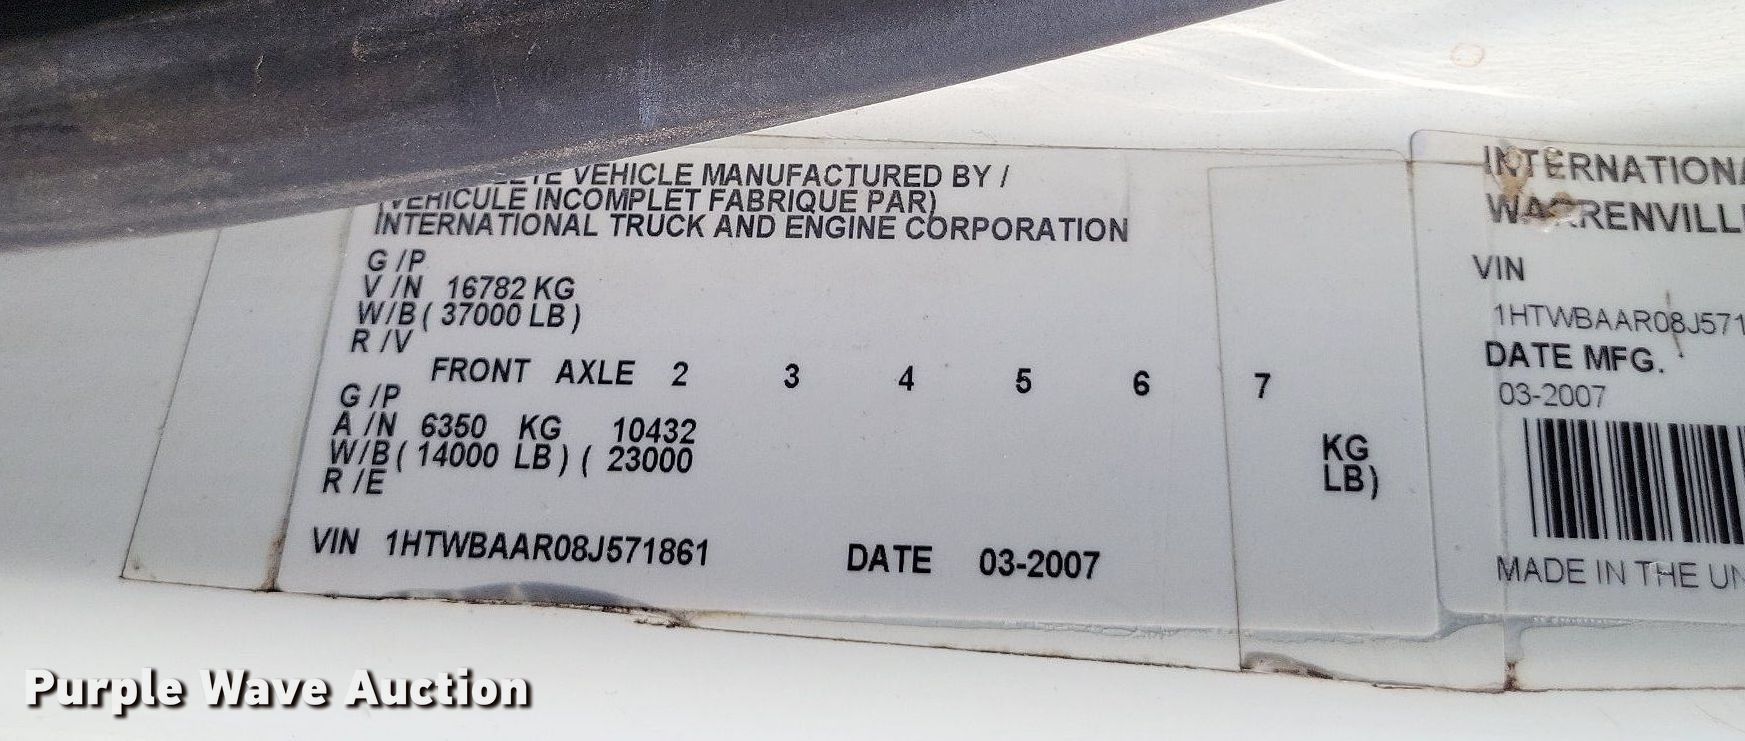 VEHICLE MANUFACTURED BY /
(VEHICULE INCOMPLET FABRIQUE PAR)
INTERNATIONAL TRUCK AND ENGINE CORPORATION
G /P
V /N 16782 KG
W/B ( 37000 LB )
R /V
FRONT AXLE 2 3 4 5 6 7
G /P
A /N 6350 KG 10432 KG
W/B ( 14000 LB ) ( 23000 LB)
R /E
VIN 1HTWBAAR08J571861 DATE 03-2007
INTERNATIONA
WARRENVILL
VIN
1HTWBAAR08J571
DATE MFG.
03-2007
MADE IN THE UN
Purple Wave Auction